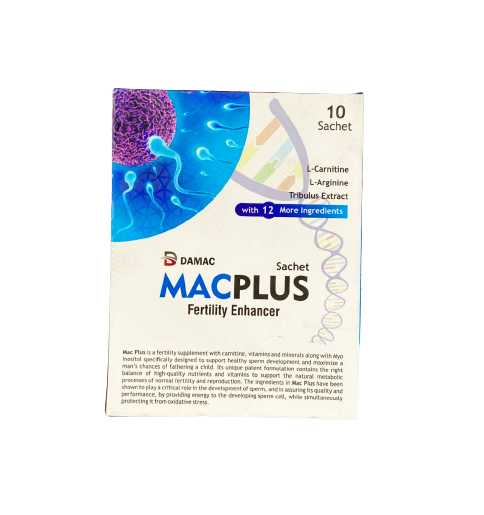 10
Sachet
L-Carnitine
L-Arginine
Tribulus Extract
with 12 More Ingredients
DAMAC
Sachet
MACPLUS
Fertility Enhancer
Mac Plus is a fertility supplement with carnitine, vitamins and minerals along with Myo
inositol specifically designed to support healthy sperm development and maximize a
man's chances of fathering a child. Its unique patent formulation contains the right
balance of high-quality nutrients and vitamins to support the natural metabolic
processes of normal fertility and reproduction. The ingredients in Mac Plus have been
shown to play a critical role in the development of sperm, and in assuring its quality and
performance, by providing energy to the developing sperm cell, while simultaneously
protecting it from oxidative stress.